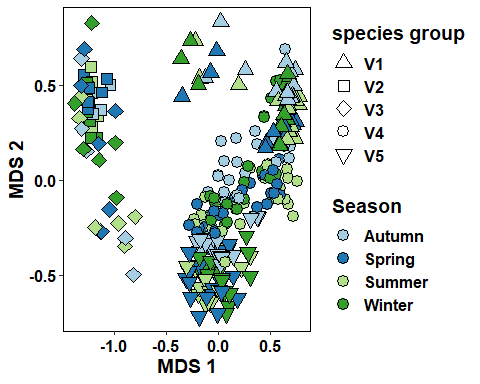 species group
V1
V2
V3
V4
V5
Season
Autumn
Spring
Summer
Winter
MDS 2
0.5
0.0
-0.5
-1.0 -0.5 0.0 0.5
MDS 1